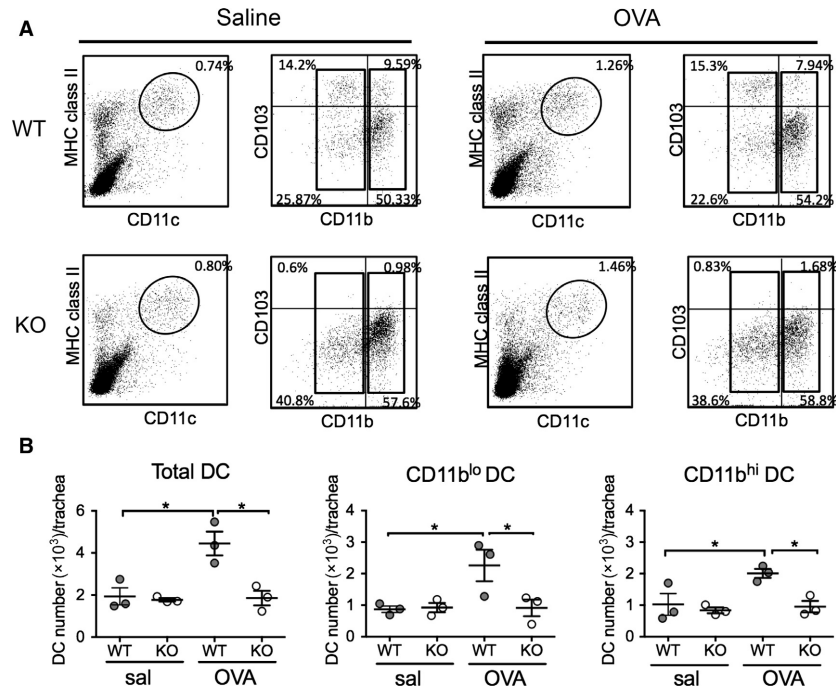 A
Saline
OVA
WT
0.74%
MHC class II
CD11c
14.2%
9.59%
CD103
25.87%
50.33%
CD11b
1.26%
MHC class II
CD11c
15.3%
7.94%
CD103
22.6%
54.2%
CD11b
KO
0.80%
MHC class II
CD11c
0.6%
0.98%
CD103
40.8%
57.6%
CD11b
1.46%
MHC class II
CD11c
0.83%
1.68%
CD103
38.6%
58.8%
CD11b
B
Total DC
DC number (×10³)/trachea
6
4
2
0
*
*
WT KO WT KO
sal OVA
CD11bˡᵒ DC
DC number (×10³)/trachea
4
3
2
1
0
*
*
WT KO WT KO
sal OVA
CD11bʰⁱ DC
DC number (×10³)/trachea
4
3
2
1
0
*
*
WT KO WT KO
sal OVA